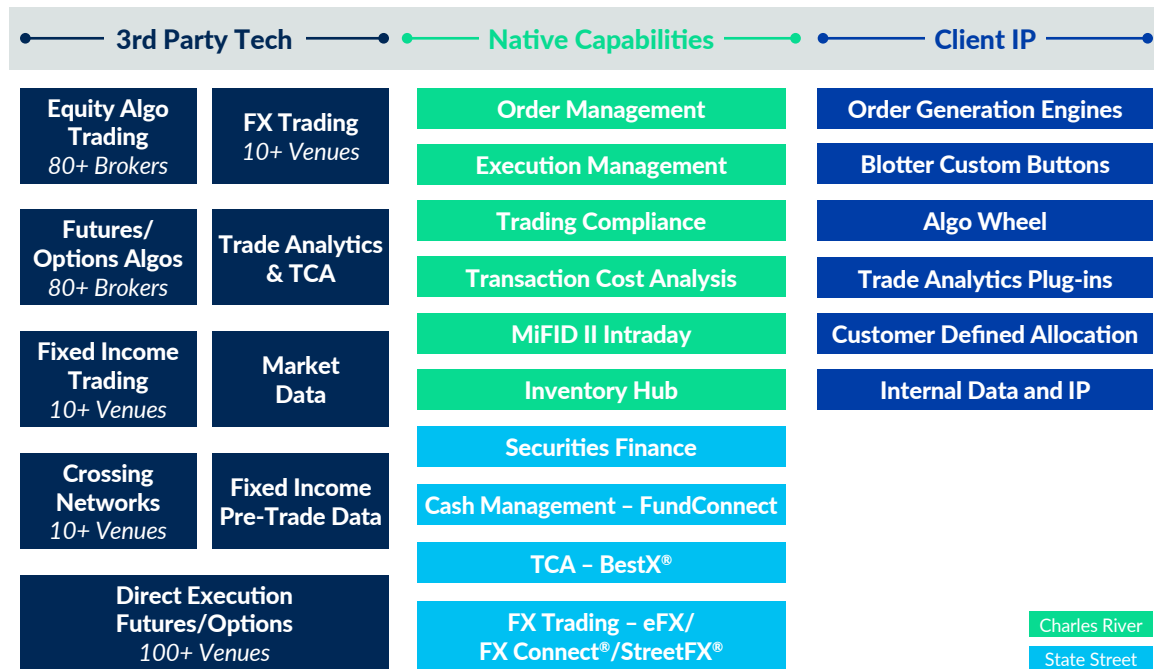 3rd Party Tech
Native Capabilities
Client IP
Equity Algo
Trading
80+ Brokers
FX Trading
10+ Venues
Futures/
Options Algos
80+ Brokers
Trade Analytics
& TCA
Fixed Income
Trading
10+ Venues
Market
Data
Crossing
Networks
10+ Venues
Fixed Income
Pre-Trade Data
Direct Execution
Futures/Options
100+ Venues
Order Management
Execution Management
Trading Compliance
Transaction Cost Analysis
MiFID II Intraday
Inventory Hub
Securities Finance
Cash Management – FundConnect
TCA – BestX®
FX Trading – eFX/
FX Connect®/StreetFX®
Order Generation Engines
Blotter Custom Buttons
Algo Wheel
Trade Analytics Plug-ins
Customer Defined Allocation
Internal Data and IP
Charles River
State Street